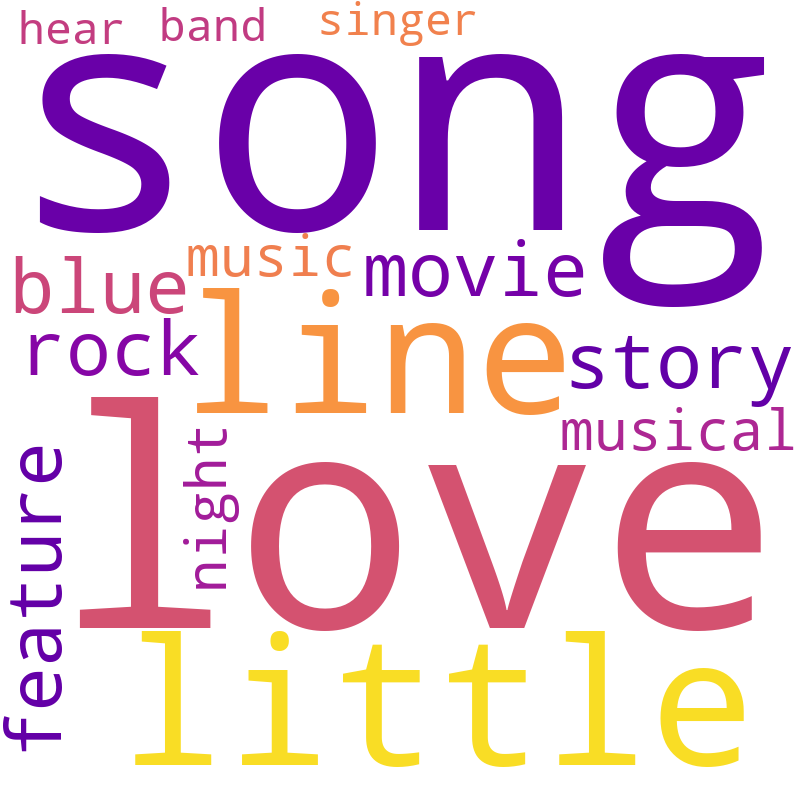 hear band singer
song
music movie
blue
line
rock
story
musical
love
night
feature
little